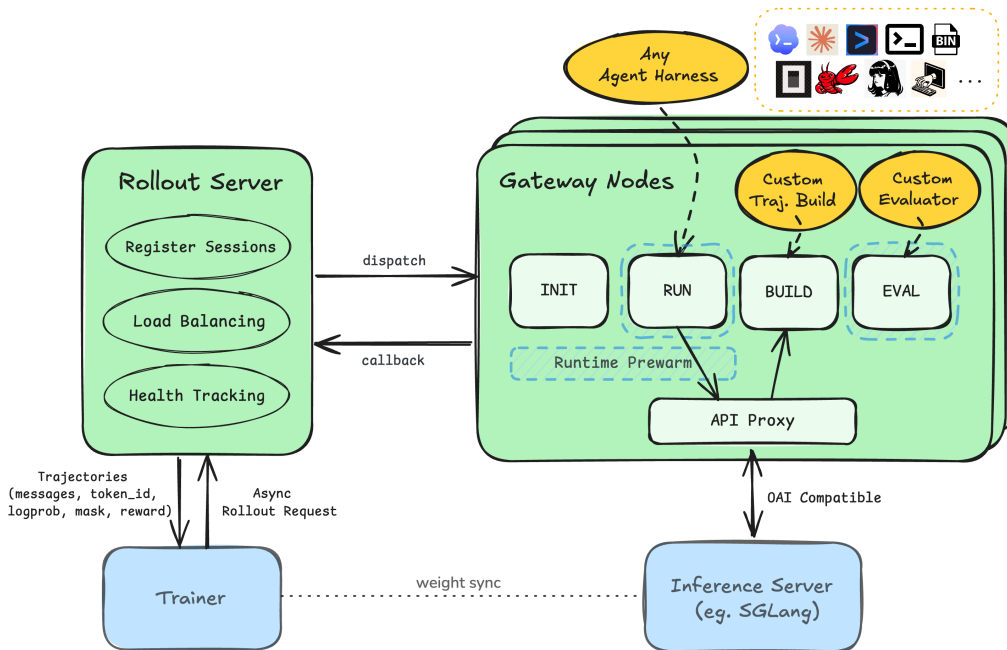 Any
Agent Harness
BIN
...
Rollout Server
Register Sessions
Load Balancing
Health Tracking
dispatch
callback
Gateway Nodes
Custom
Traj. Build
Custom
Evaluator
INIT
RUN
BUILD
EVAL
Runtime Prewarm
API Proxy
Trajectories
(messages, token_id,
logprob, mask, reward)
Async
Rollout Request
OAI Compatible
Trainer
weight sync
Inference Server
(eg. SGLang)